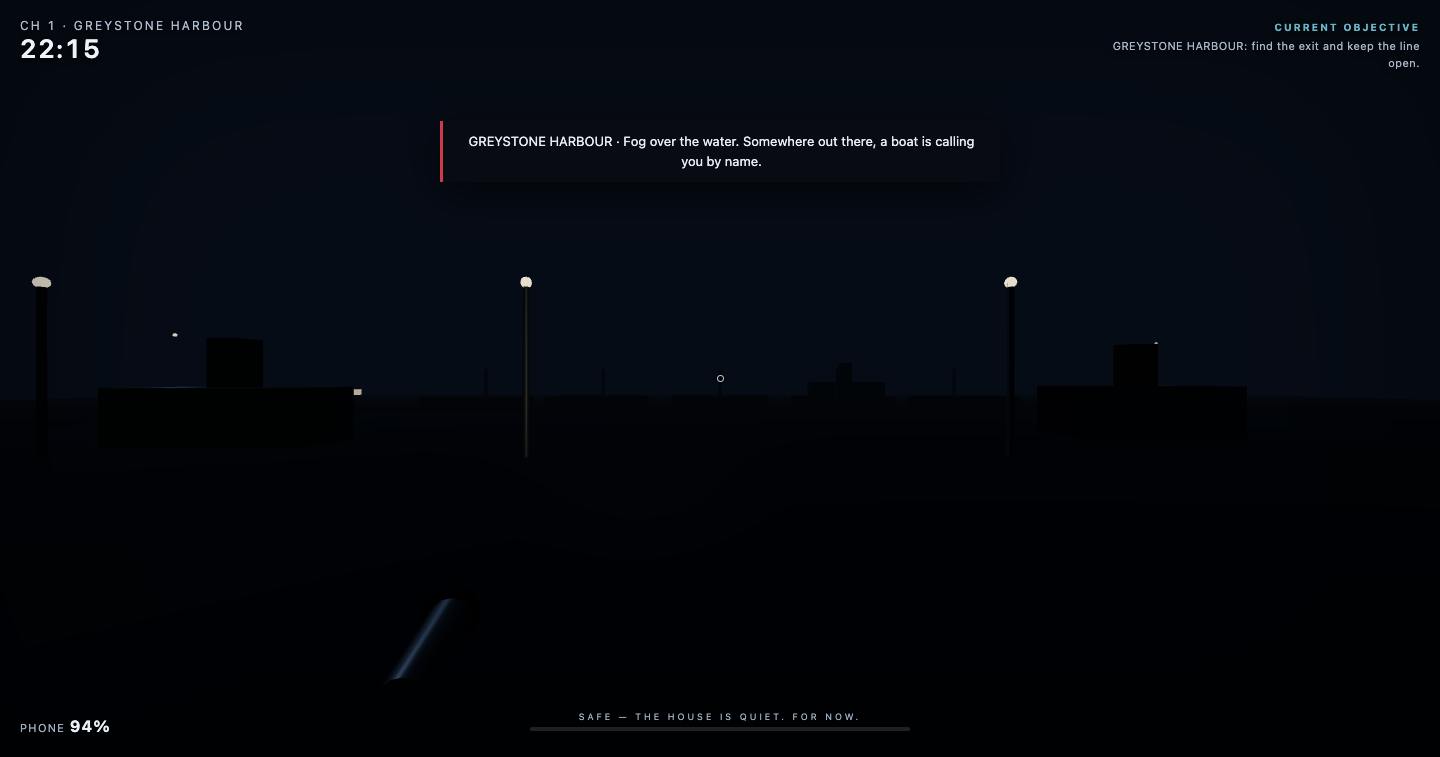 CH 1 · GREYSTONE HARBOUR
22:15
CURRENT OBJECTIVE
GREYSTONE HARBOUR: find the exit and keep the line
open.
GREYSTONE HARBOUR · Fog over the water. Somewhere out there, a boat is calling
you by name.
SAFE — THE HOUSE IS QUIET. FOR NOW.
PHONE 94%